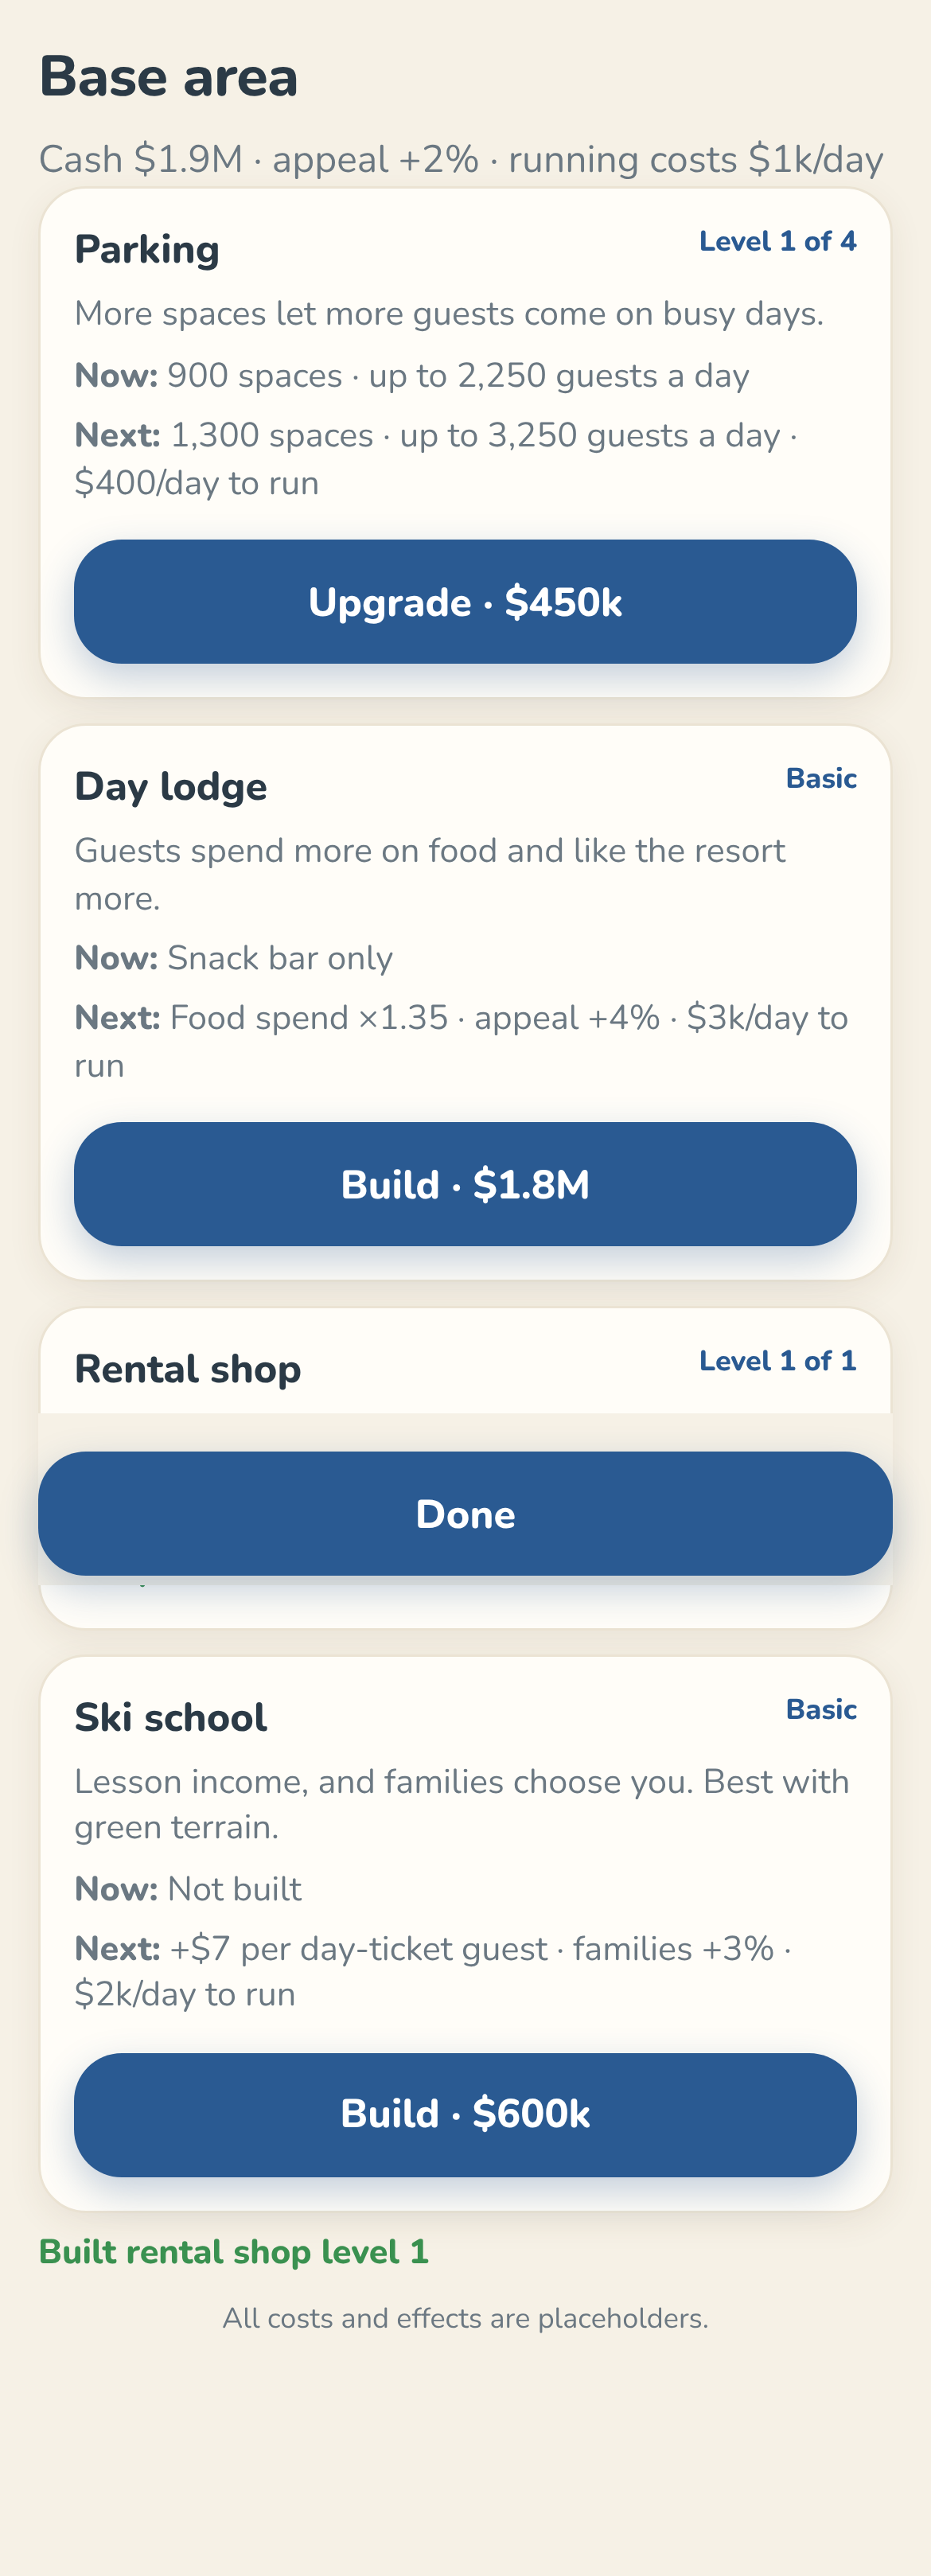 Base area
Cash $1.9M · appeal +2% · running costs $1k/day
Parking
Level 1 of 4
More spaces let more guests come on busy days.
Now: 900 spaces · up to 2,250 guests a day
Next: 1,300 spaces · up to 3,250 guests a day ·
$400/day to run
Upgrade · $450k
Day lodge
Basic
Guests spend more on food and like the resort
more.
Now: Snack bar only
Next: Food spend ×1.35 · appeal +4% · $3k/day to
run
Build · $1.8M
Rental shop
Level 1 of 1
Done
Ski school
Basic
Lesson income, and families choose you. Best with
green terrain.
Now: Not built
Next: +$7 per day-ticket guest · families +3% ·
$2k/day to run
Build · $600k
Built rental shop level 1
All costs and effects are placeholders.